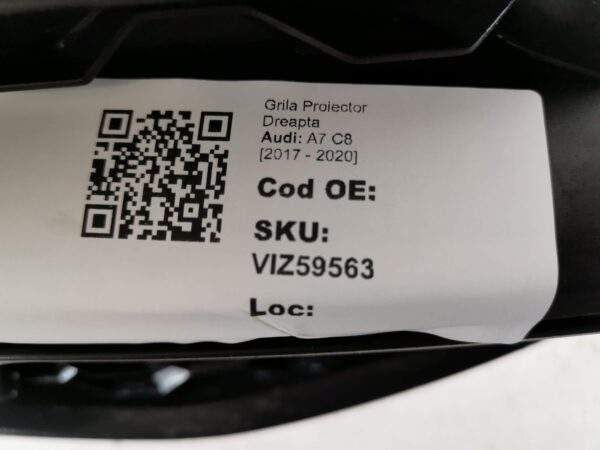 Grila Proiector
Dreapta
Audi: A7 C8
[2017 - 2020]
Cod OE:
SKU:
VIZ59563
Loc: